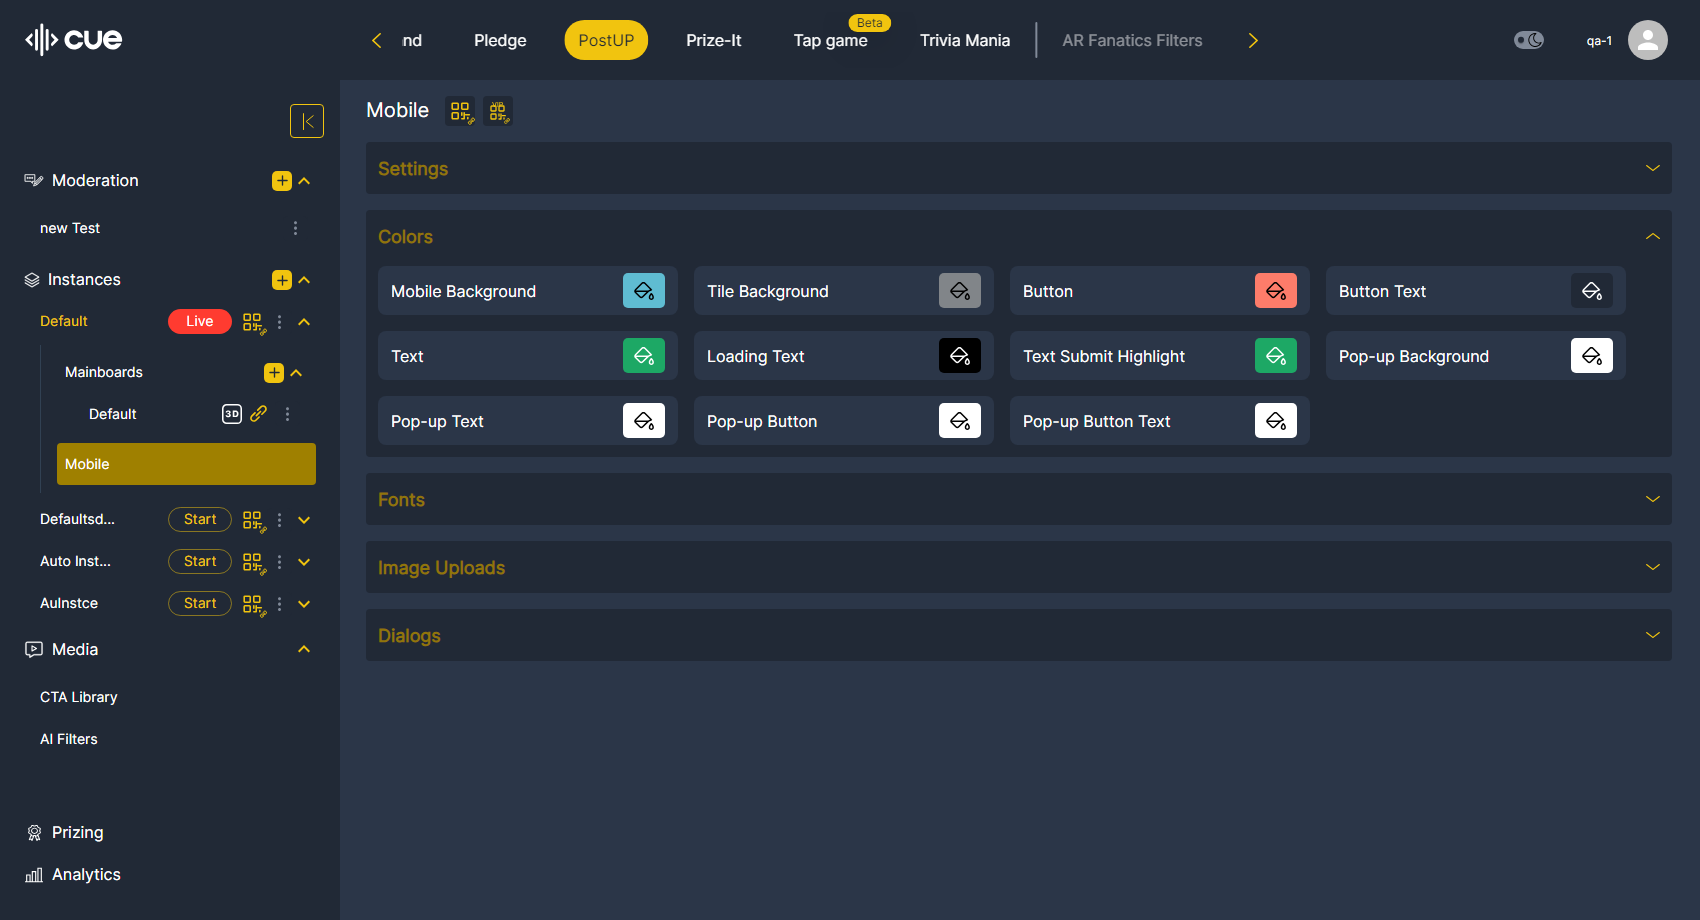 cue
nd
Pledge
PostUP
Prize-It
Tap game
Beta
Trivia Mania
AR Fanatics Filters
qa-1
Mobile
VIP
Moderation
new Test
Instances
Default
Live
Mainboards
Default
3D
Mobile
Defaultsd...
Start
Auto Inst...
Start
AuInstce
Start
Media
CTA Library
AI Filters
Prizing
Analytics
Settings
Colors
Mobile Background
Tile Background
Button
Button Text
Text
Loading Text
Text Submit Highlight
Pop-up Background
Pop-up Text
Pop-up Button
Pop-up Button Text
Fonts
Image Uploads
Dialogs